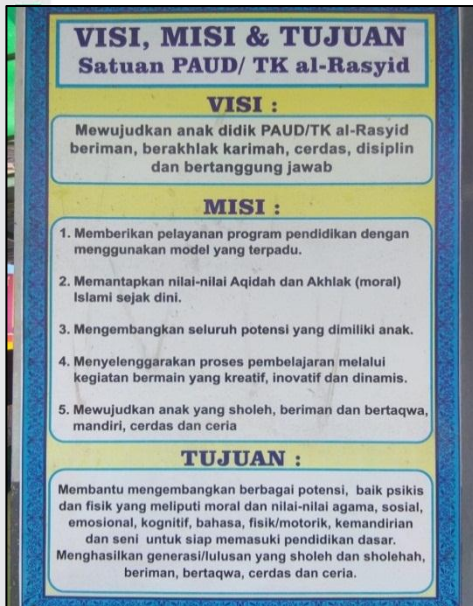 VISI, MISI & TUJUAN
Satuan PAUD/ TK al-Rasyid
VISI :
Mewujudkan anak didik PAUD/TK al-Rasyid
beriman, berakhlak karimah, cerdas, disiplin
dan bertanggung jawab
MISI :
1. Memberikan pelayanan program pendidikan dengan
menggunakan model yang terpadu.
2. Memantapkan nilai-nilai Aqidah dan Akhlak (moral)
Islami sejak dini.
3. Mengembangkan seluruh potensi yang dimiliki anak.
4. Menyelenggarakan proses pembelajaran melalui
kegiatan bermain yang kreatif, inovatif dan dinamis.
5. Mewujudkan anak yang sholeh, beriman dan bertaqwa,
mandiri, cerdas dan ceria
TUJUAN :
Membantu mengembangkan berbagai potensi, baik psikis
dan fisik yang meliputi moral dan nilai-nilai agama, sosial,
emosional, kognitif, bahasa, fisik/motorik, kemandirian
dan seni untuk siap memasuki pendidikan dasar.
Menghasilkan generasi/lulusan yang sholeh dan sholehah,
beriman, bertaqwa, cerdas dan ceria.